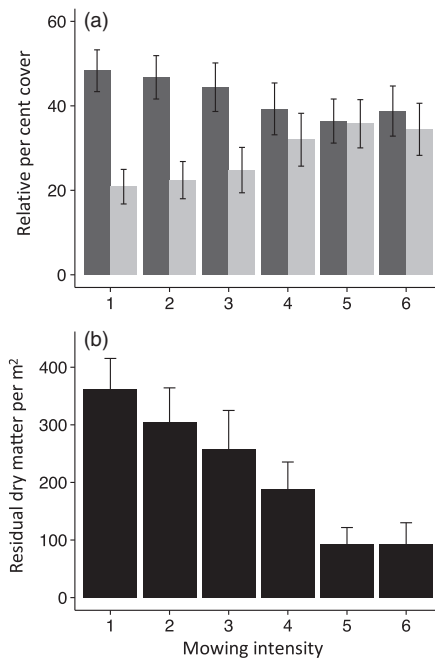 (a)
Relative per cent cover
60
40
20
0
1 2 3 4 5 6
(b)
Residual dry matter per m²
400
300
200
100
0
1 2 3 4 5 6
Mowing intensity